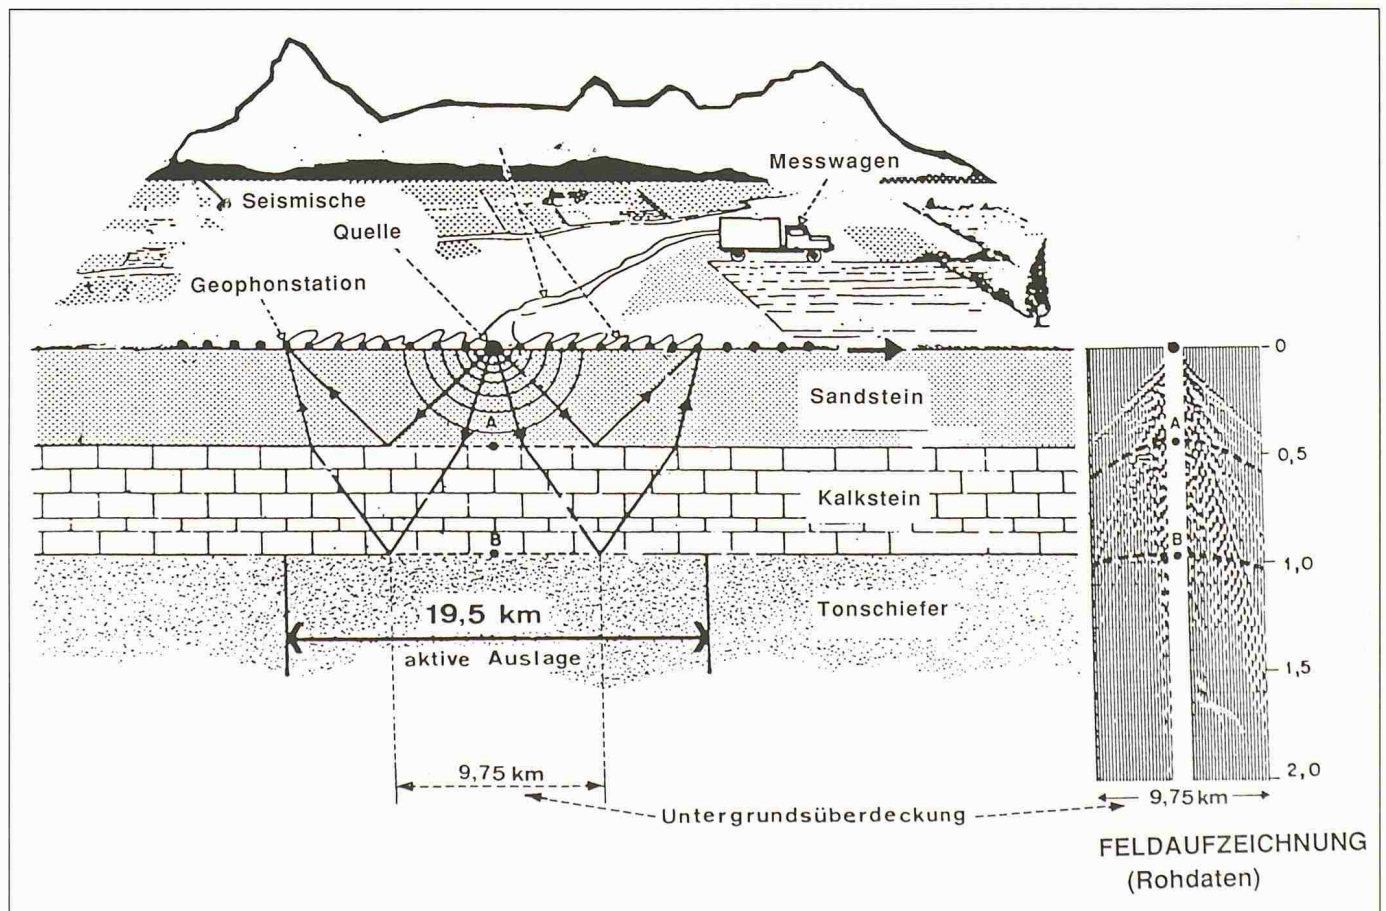 Messwagen
Seismische
Quelle
Geophonstation
0
Sandstein
A
A
0,5
Kalkstein
B
B
1,0
Tonschiefer
19,5 km
aktive Auslage
1,5
9,75 km
2,0
9,75 km
Untergrundsüberdeckung
FELDAUFZEICHNUNG
(Rohdaten)